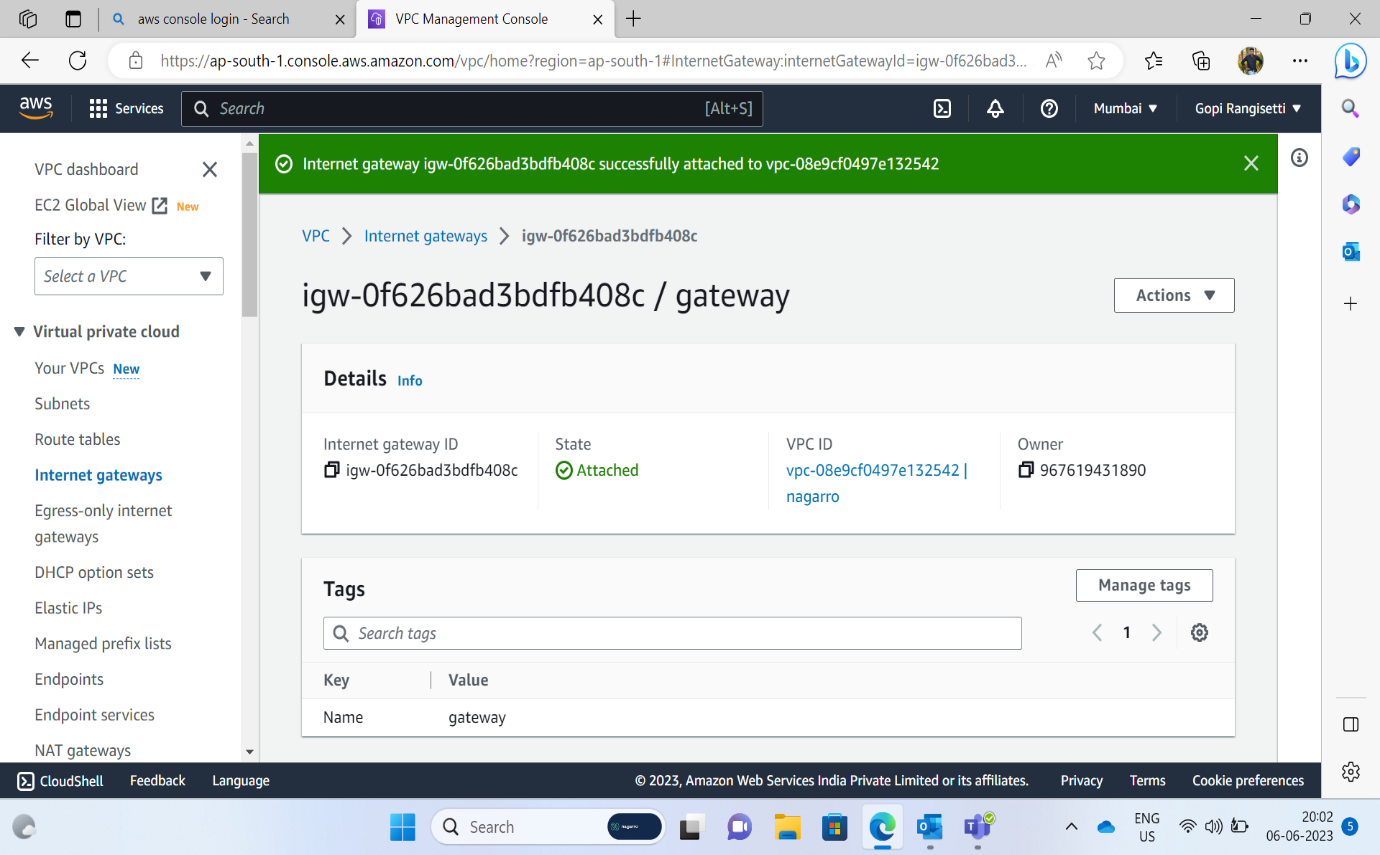 aws console login - Search
VPC Management Console
https://ap-south-1.console.aws.amazon.com/vpc/home?region=ap-south-1#InternetGateway:internetGatewayId=igw-0f626bad3...
aws
Services
Search
[Alt+S]
Mumbai
Gopi Rangisetti
VPC dashboard
EC2 Global View New
Filter by VPC:
Select a VPC
Virtual private cloud
Your VPCs New
Subnets
Route tables
Internet gateways
Egress-only internet
gateways
DHCP option sets
Elastic IPs
Managed prefix lists
Endpoints
Endpoint services
NAT gateways
Internet gateway igw-0f626bad3bdfb408c successfully attached to vpc-08e9cf0497e132542
VPC > Internet gateways > igw-0f626bad3bdfb408c
igw-0f626bad3bdfb408c / gateway
Actions
Details Info
Internet gateway ID
igw-0f626bad3bdfb408c
State
Attached
VPC ID
vpc-08e9cf0497e132542 |
nagarro
Owner
967619431890
Tags
Manage tags
Search tags
1
Key
Value
Name
gateway
CloudShell
Feedback
Language
© 2023, Amazon Web Services India Private Limited or its affiliates.
Privacy
Terms
Cookie preferences
Search
nagarro
ENG
US
20:02
06-06-2023
5